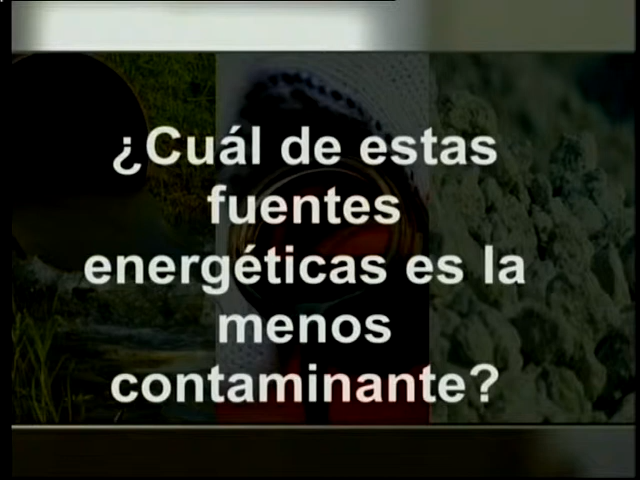 ¿Cuál de estas
fuentes
energéticas es la
menos
contaminante?